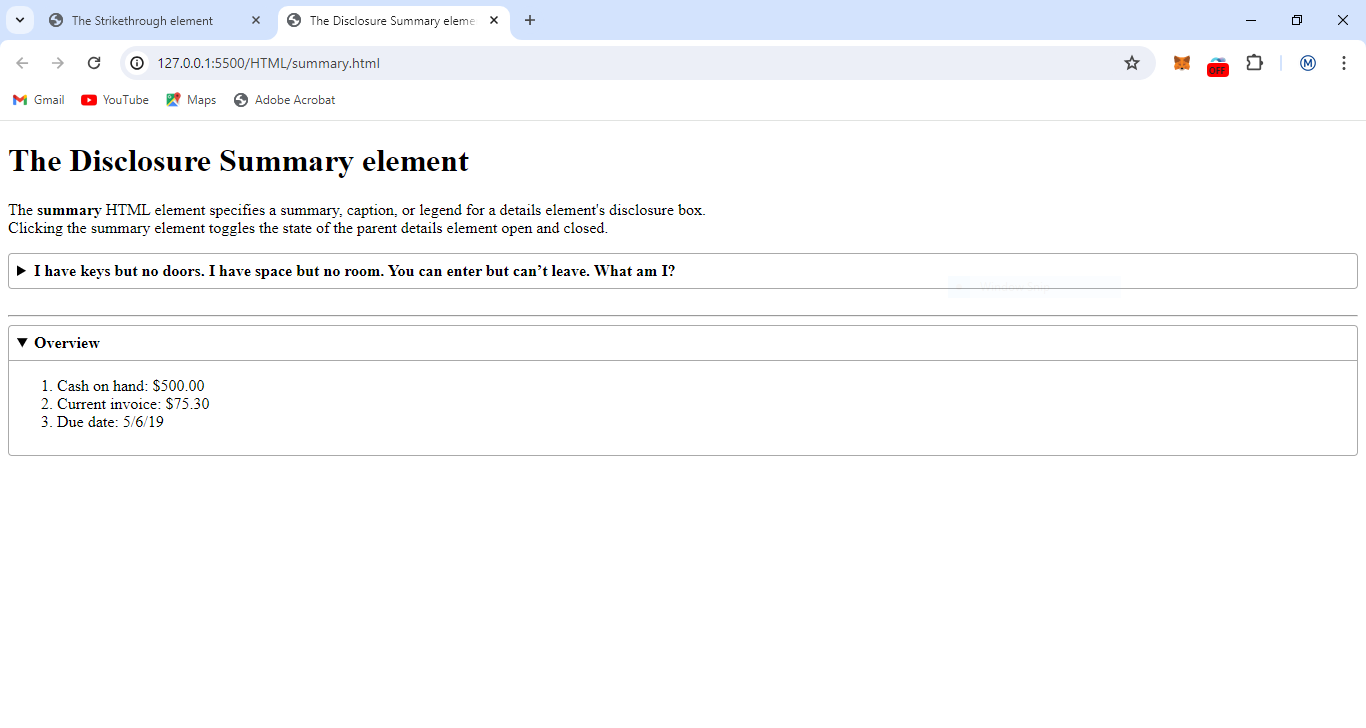 The Strikethrough element
The Disclosure Summary eleme
127.0.0.1:5500/HTML/summary.html
OFF
M
Gmail
YouTube
Maps
Adobe Acrobat
The Disclosure Summary element
The summary HTML element specifies a summary, caption, or legend for a details element's disclosure box.
Clicking the summary element toggles the state of the parent details element open and closed.
I have keys but no doors. I have space but no room. You can enter but can’t leave. What am I?
Overview
1. Cash on hand: $500.00
2. Current invoice: $75.30
3. Due date: 5/6/19